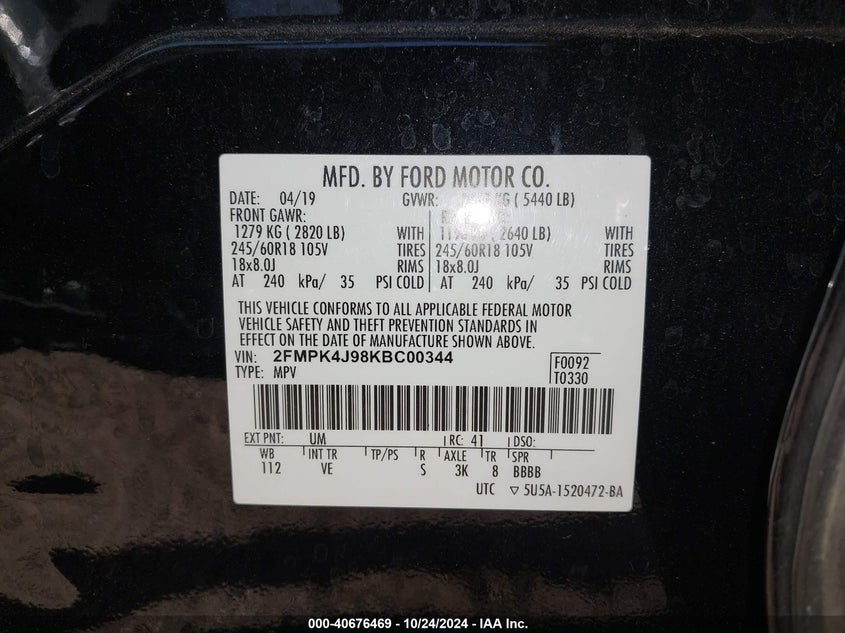 MFD. BY FORD MOTOR CO.
DATE: 04/19 GVWR: KG ( 5440 LB)
FRONT GAWR:
1279 KG ( 2820 LB) WITH ( 2640 LB) WITH
245/60R18 105V TIRES 245/60R18 105V TIRES
18x8.0J RIMS 18x8.0J RIMS
AT 240 kPa/ 35 PSI COLD AT 240 kPa/ 35 PSI COLD
THIS VEHICLE CONFORMS TO ALL APPLICABLE FEDERAL MOTOR
VEHICLE SAFETY AND THEFT PREVENTION STANDARDS IN
EFFECT ON THE DATE OF MANUFACTURE SHOWN ABOVE.
VIN: 2FMPK4J98KBC00344 F0092
TYPE: MPV T0330
EXT PNT: UM RC: 41 DSO:
WB INT TR TP/PS R AXLE TR SPR
112 VE S 3K 8 BBBB
UTC ▽ 5U5A-1520472-BA
000-40676469 - 10/24/2024 - IAA Inc.